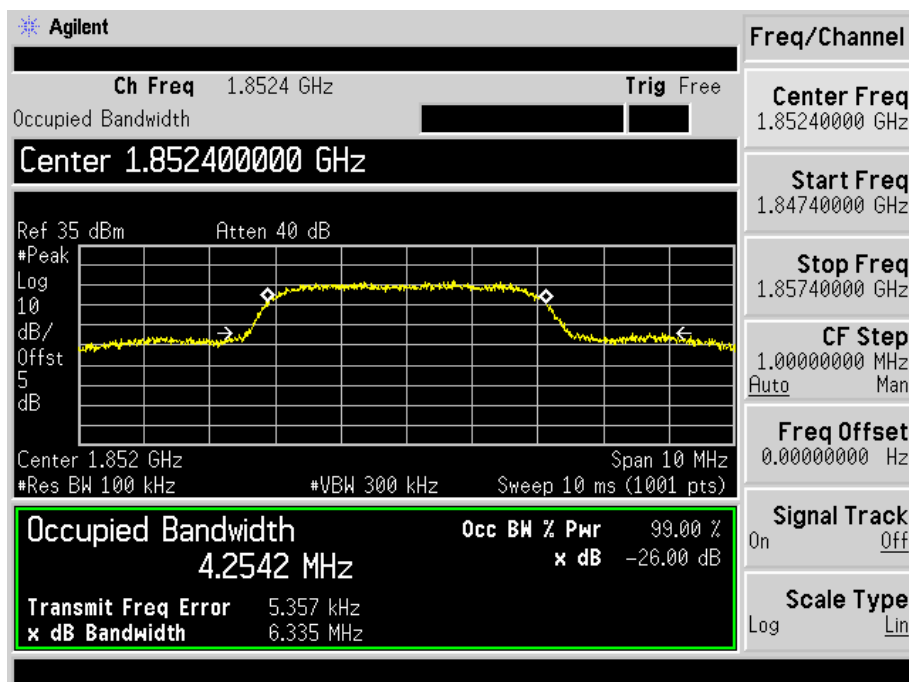 Agilent
Freq/Channel
Ch Freq 1.8524 GHz Trig Free
Occupied Bandwidth
Center 1.852400000 GHz
Ref 35 dBm Atten 40 dB
#Peak
Log
10
dB/
Offst
5
dB
Center 1.852 GHz Span 10 MHz
#Res BW 100 kHz #VBW 300 kHz Sweep 10 ms (1001 pts)
Occupied Bandwidth
4.2542 MHz
Occ BW % Pwr 99.00 %
x dB -26.00 dB
Transmit Freq Error 5.357 kHz
x dB Bandwidth 6.335 MHz
Center Freq
1.85240000 GHz
Start Freq
1.84740000 GHz
Stop Freq
1.85740000 GHz
CF Step
1.00000000 MHz
Auto Man
Freq Offset
0.00000000 Hz
Signal Track
On Off
Scale Type
Log Lin